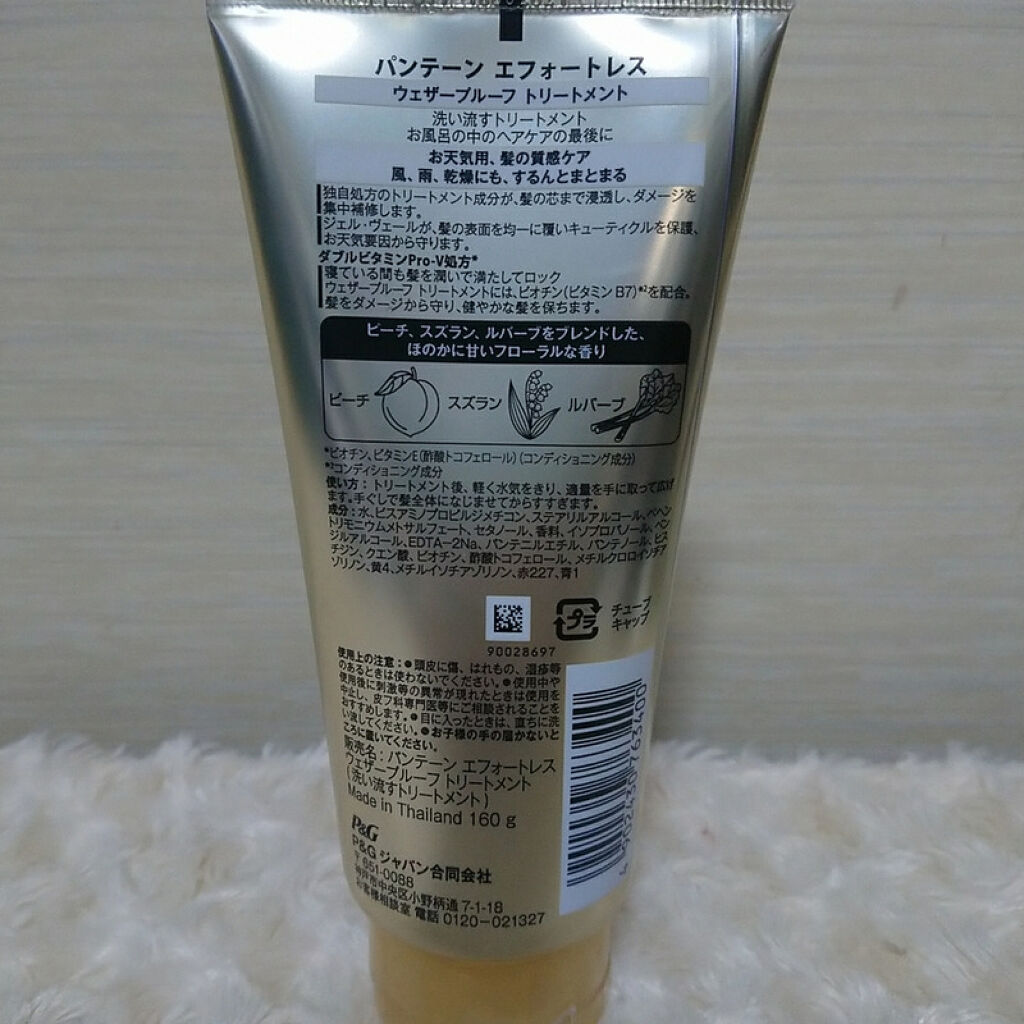 パンテーン エフォートレス
ウェザープルーフ トリートメント
洗い流すトリートメント
お風呂の中のヘアケアの最後に
お天気用、髪の質感ケア
風、雨、乾燥にも、するんとまとまる
独自処方のトリートメント成分が、髪の芯まで浸透し、ダメージを
集中補修します。
ジェル・ヴェールが、髪の表面を均一に覆いキューティクルを保護、
お天気要因から守ります。
ダブルビタミンPro-V処方*
寝ている間も髪を潤いで満たしてロック
ウェザープルーフ トリートメントには、ビオチン(ビタミン B7)*²を配合。
髪をダメージから守り、健やかな髪を保ちます。
ピーチ、スズラン、ルバーブをブレンドした、
ほのかに甘いフローラルな香り
ピーチ スズラン ルバーブ
*ビオチン、ビタミンE(酢酸トコフェロール)(コンディショニング成分)
*²コンディショニング成分
使い方：トリートメント後、軽く水気をきり、適量を手に取って広げ
ます。手ぐしで髪全体になじませてからすすぎます。
成分：水、ビスアミノプロピルジメチコン、ステアリルアルコール、ベヘン
トリモニウムメトサルフェート、セタノール、香料、イソプロパノール、ベン
ジルアルコール、EDTA-2Na、パンテニルエチル、パンテノール、ヒス
チジン、クエン酸、ビオチン、酢酸トコフェロール、メチルクロロイソチア
ゾリノン、黄4、メチルイソチアゾリノン、赤227、青1
プラ
チューブ
キャップ
90028697
使用上の注意：●頭皮に傷、はれもの、湿疹等
のあるときは使わないでください。●使用中や
使用後に刺激等の異常が現れたときは使用を
中止し、皮フ科専門医等にご相談されることを
おすすめします。●目に入ったときは、直ちに洗
い流してください。●お子様の手の届かないと
ころに置いてください。
販売名：パンテーン エフォートレス
ウェザープルーフ トリートメント
(洗い流すトリートメント)
Made in Thailand 160 g
P&G
P&G ジャパン合同会社
〒651-0088
神戸市中央区小野柄通 7-1-18
お客様相談室 電話 0120-021327